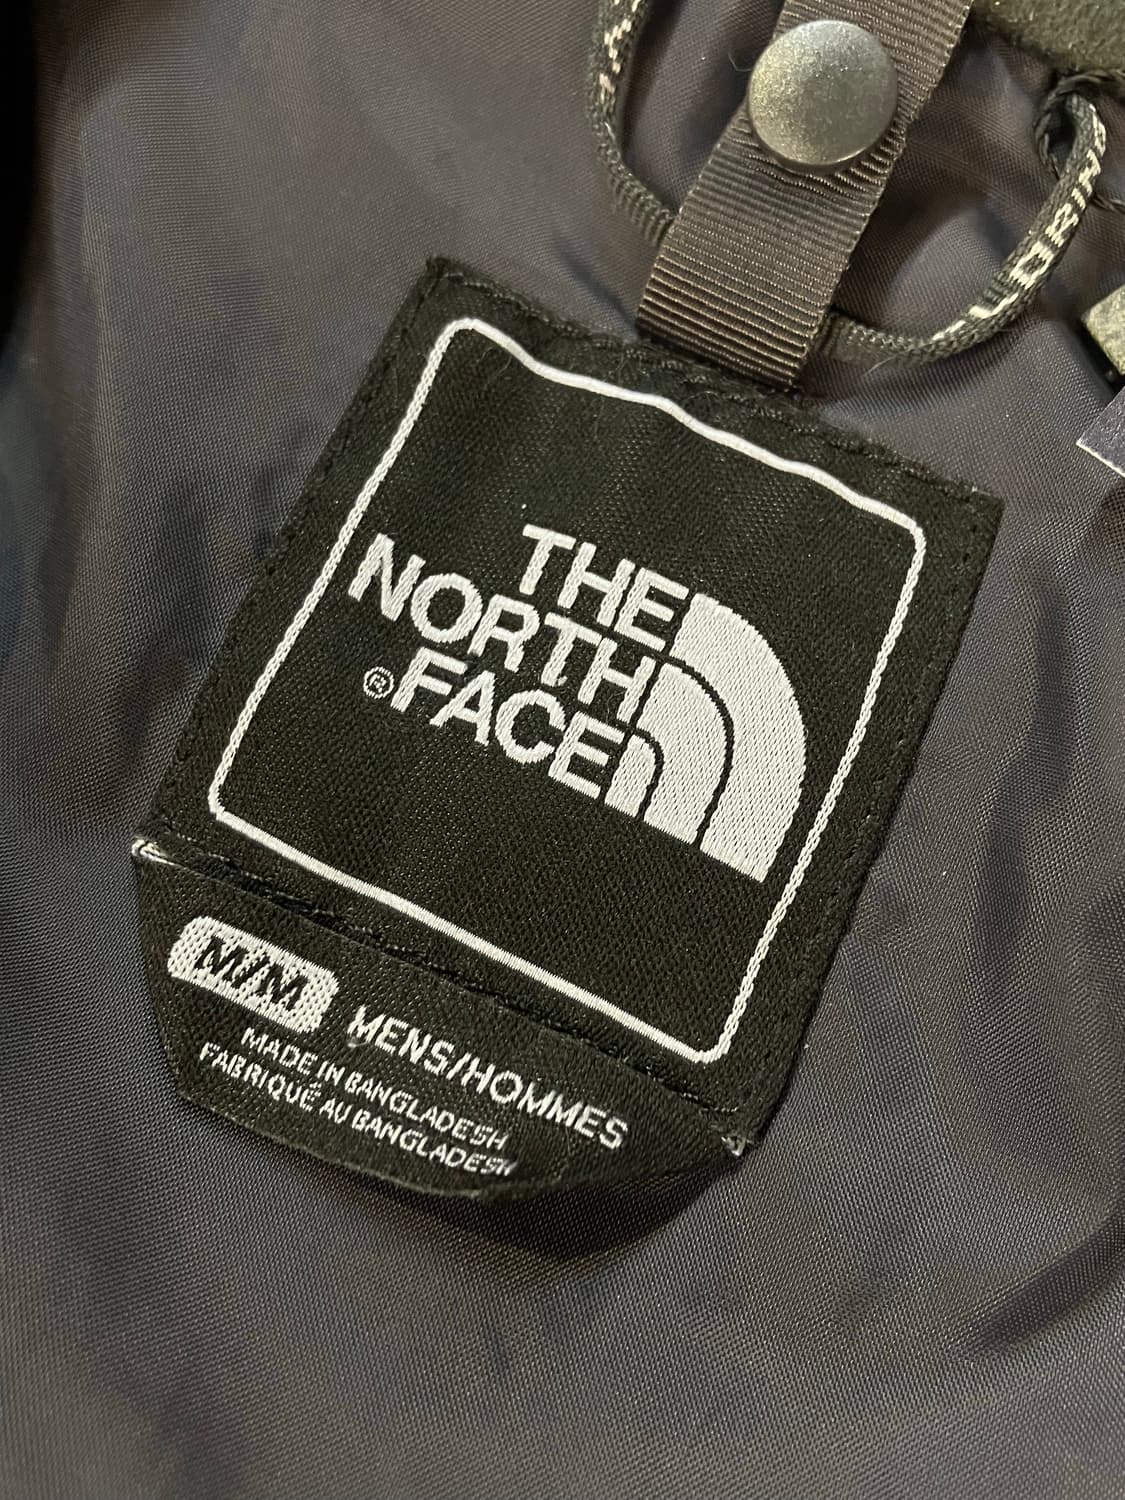 THE
NORTH
FACE®
M/M MENS/HOMMES
MADE IN BANGLADESH
FABRIQUÉ AU BANGLADESH